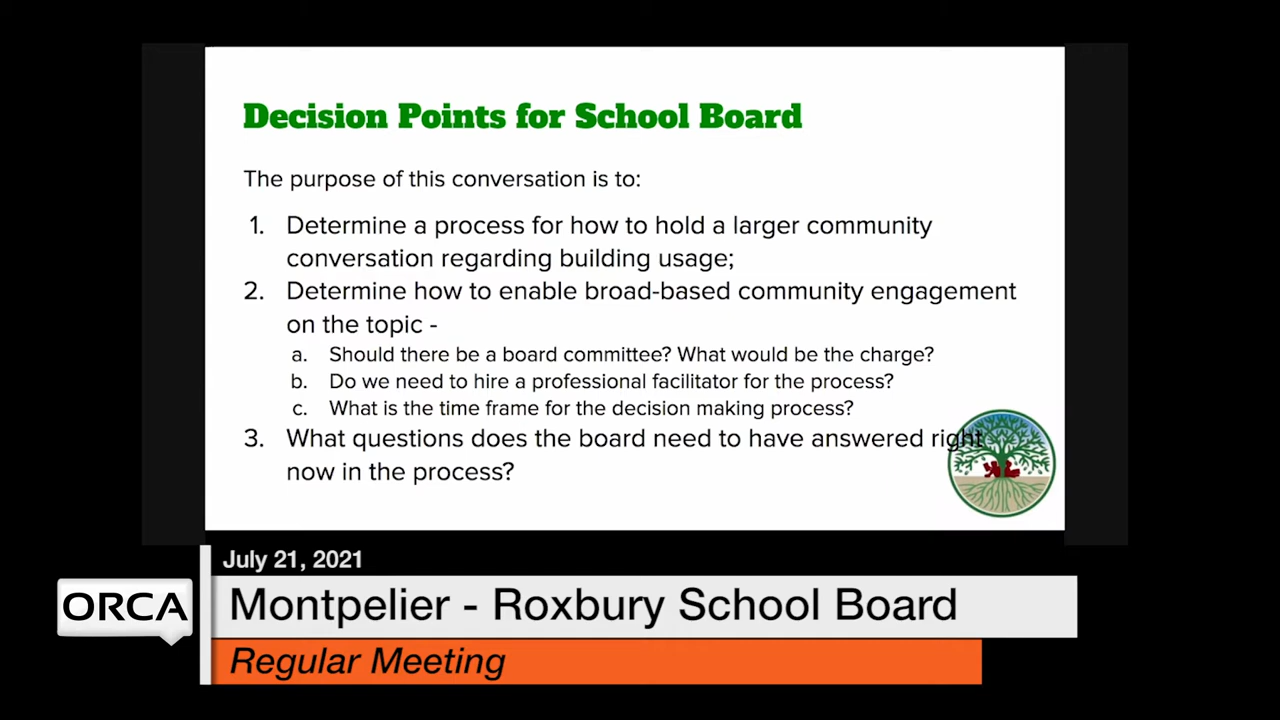 Decision Points for School Board
The purpose of this conversation is to:
1. Determine a process for how to hold a larger community
conversation regarding building usage;
2. Determine how to enable broad-based community engagement
on the topic -
a. Should there be a board committee? What would be the charge?
b. Do we need to hire a professional facilitator for the process?
c. What is the time frame for the decision making process?
3. What questions does the board need to have answered right
now in the process?
July 21, 2021
ORCA
Montpelier - Roxbury School Board
Regular Meeting